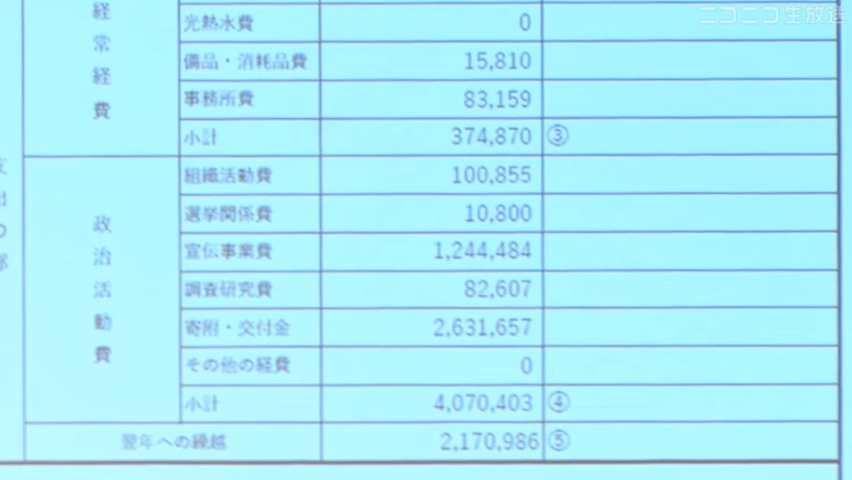 ニコニコ生放送
経常経費
光熱水費 0
備品・消耗品費 15,810
事務所費 83,159
小計 374,870 ③
政治活動費
組織活動費 100,855
選挙関係費 10,800
宣伝事業費 1,244,484
調査研究費 82,607
寄附・交付金 2,631,657
その他の経費 0
小計 4,070,403 ④
翌年への繰越 2,170,986 ⑤